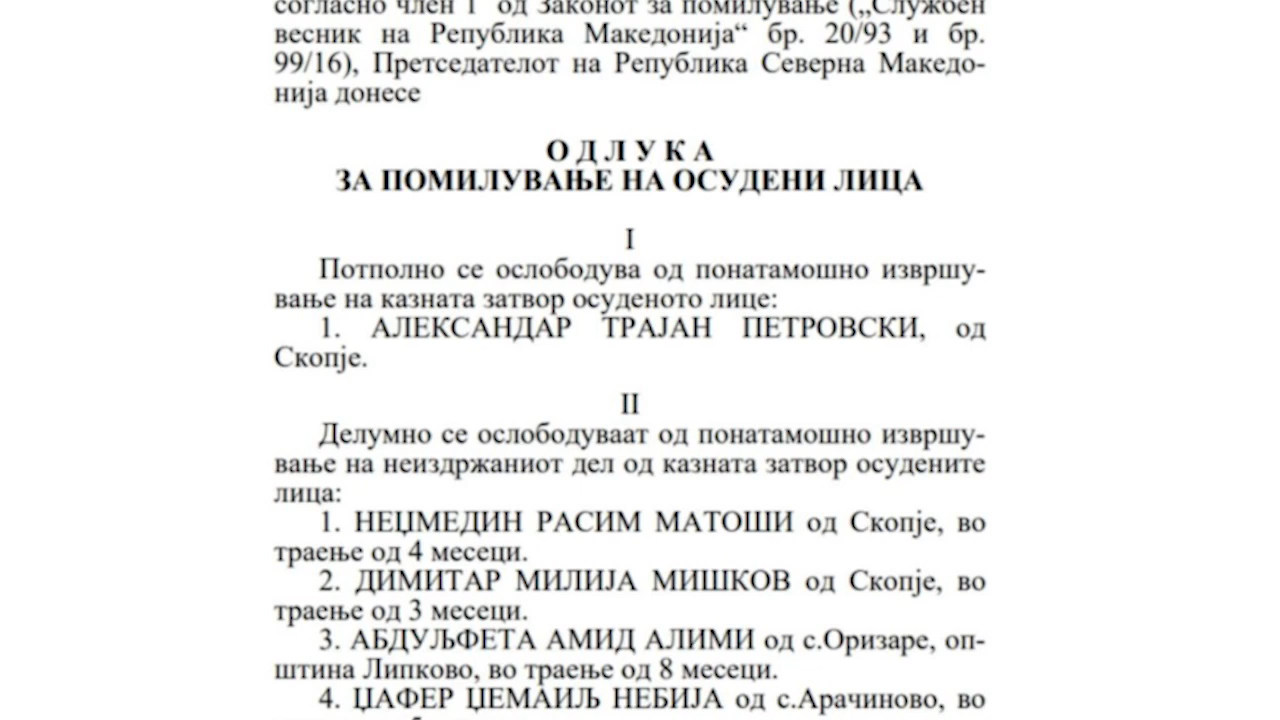 согласно член 1 од Законот за помилување („Службен
весник на Република Македонија“ бр. 20/93 и бр.
99/16), Претседателот на Република Северна Македо-
нија донесе
О Д Л У К А
ЗА ПОМИЛУВАЊЕ НА ОСУДЕНИ ЛИЦА
I
Потполно се ослободува од понатамошно извршу-
вање на казната затвор осуденото лице:
1. АЛЕКСАНДАР ТРАЈАН ПЕТРОВСКИ, од
Скопје.
II
Делумно се ослободуваат од понатамошно извршу-
вање на неиздржаниот дел од казната затвор осудените
лица:
1. НЕЏМЕДИН РАСИМ МАТОШИ од Скопје, во
траење од 4 месеци.
2. ДИМИТАР МИЛИЈА МИШКОВ од Скопје, во
траење од 3 месеци.
3. АБДУЉФЕТА АМИД АЛИМИ од с.Оризаре, оп-
штина Липково, во траење од 8 месеци.
4. ЏАФЕР ЏЕМАИЉ НЕБИЈА од с.Арачиново, во